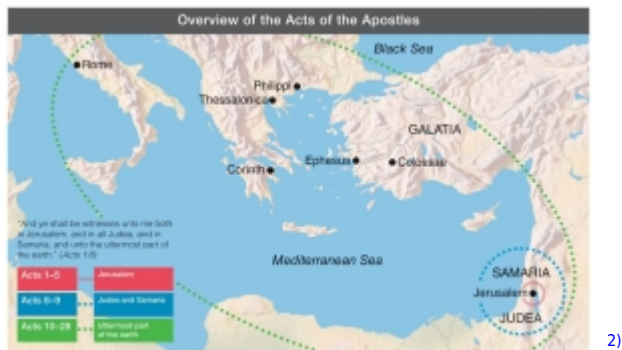 Overview of the Acts of the Apostles
Black Sea
Rome
Philippi
Thessalonica
GALATIA
Ephesus
Colossae
Corinth
"And ye shall be witnesses unto me both
in Jerusalem, and in all Judea, and in
Samaria, and unto the uttermost part of
the earth." (Acts 1:8)
Mediterranean Sea
SAMARIA
Jerusalem
JUDEA
Acts 1–5 Jerusalem
Acts 6–9 Judea and Samaria
Acts 10–28 Uttermost part
of the earth
2)